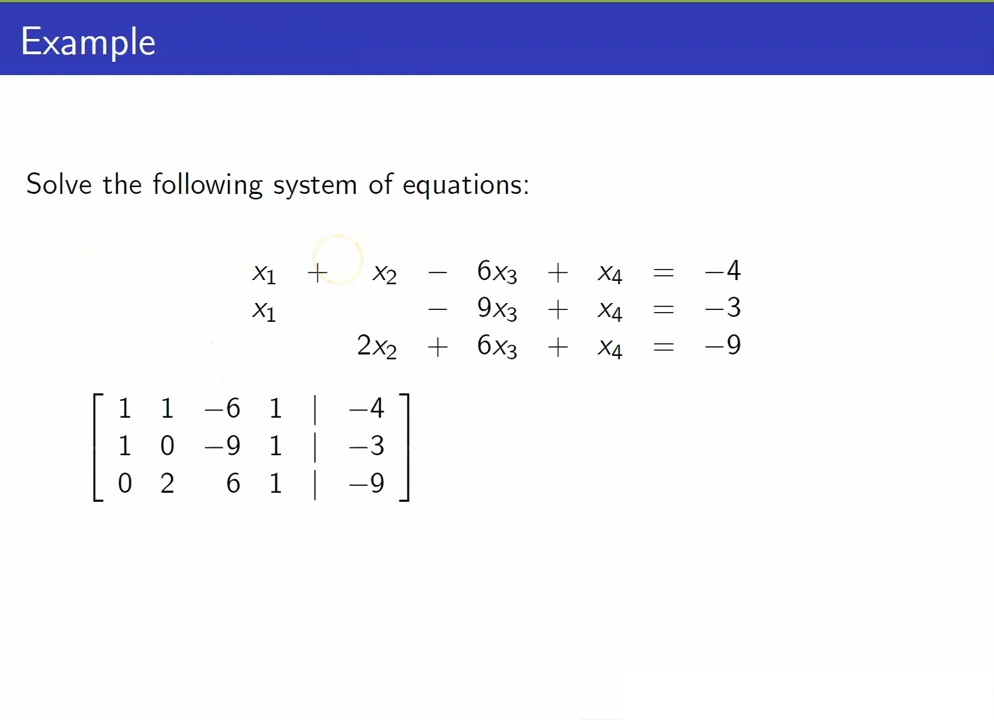 Example
Solve the following system of equations:
x₁ + x₂ − 6x₃ + x₄ = −4
x₁ − 9x₃ + x₄ = −3
2x₂ + 6x₃ + x₄ = −9
1 1 −6 1 | −4
1 0 −9 1 | −3
0 2 6 1 | −9